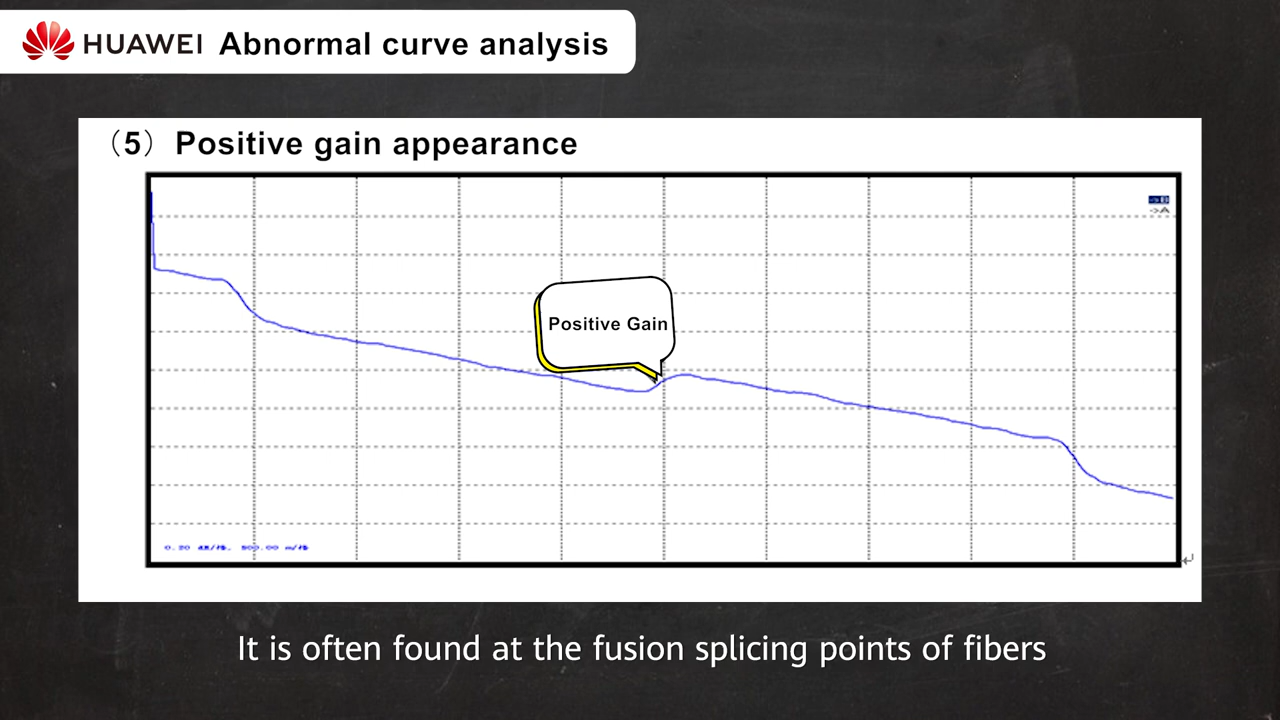 HUAWEI Abnormal curve analysis
（5）Positive gain appearance
->B
->A
Positive Gain
It is often found at the fusion splicing points of fibers